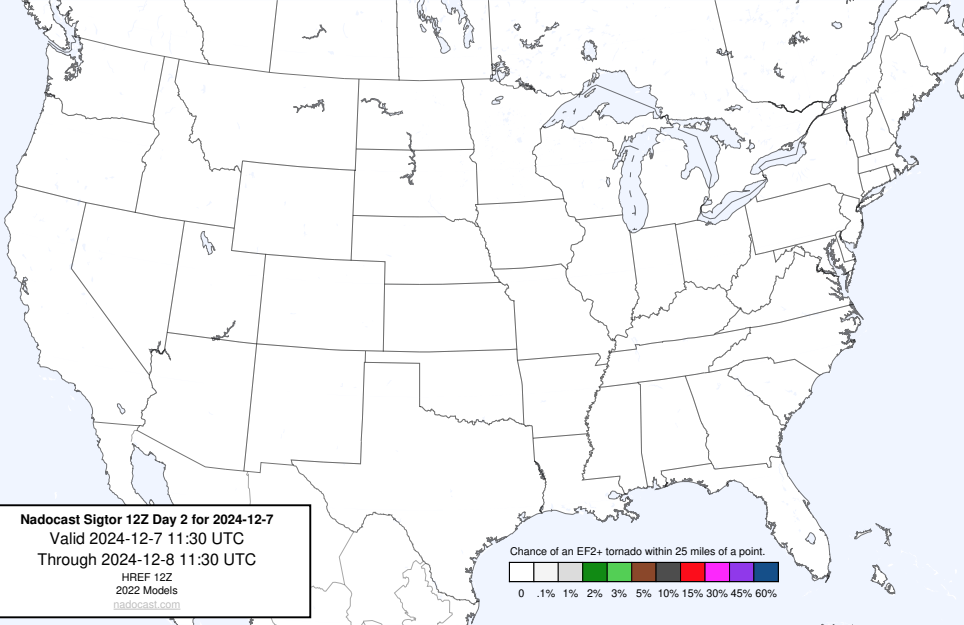 Nadocast Sigtor 12Z Day 2 for 2024-12-7
Valid 2024-12-7 11:30 UTC
Through 2024-12-8 11:30 UTC
HREF 12Z
2022 Models
nadocast.com
Chance of an EF2+ tornado within 25 miles of a point.
0 .1% 1% 2% 3% 5% 10% 15% 30% 45% 60%